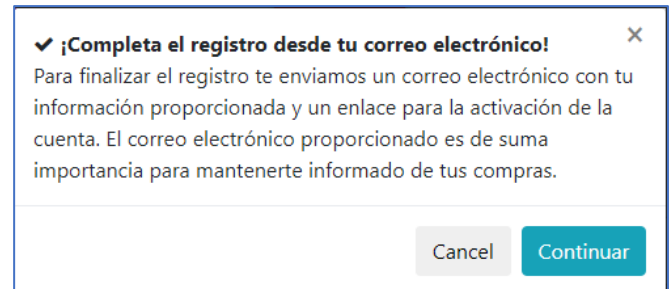 ✔ ¡Completa el registro desde tu correo electrónico! ×
Para finalizar el registro te enviamos un correo electrónico con tu
información proporcionada y un enlace para la activación de la
cuenta. El correo electrónico proporcionado es de suma
importancia para mantenerte informado de tus compras.
Cancel Continuar